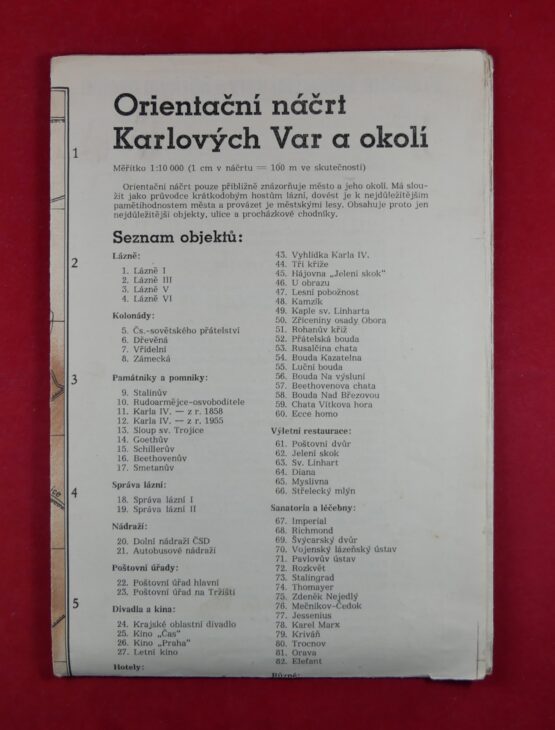 Orientační náčrt
Karlových Var a okolí
Měřítko 1:10 000 (1 cm v náčrtu = 100 m ve skutečnosti)
Orientační náčrt pouze přibližně znázorňuje město a jeho okolí. Má slou-
žit jako průvodce krátkodobým hostům lázní, dovést je k nejdůležitějším
pamětihodnostem města a provázet je městskými lesy. Obsahuje proto jen
nejdůležitější objekty, ulice a procházkové chodníky.
Seznam objektů:
Lázně:
1. Lázně I
2. Lázně III
3. Lázně V
4. Lázně VI
Kolonády:
5. Čs.-sovětského přátelství
6. Dřevěná
7. Vřídelní
8. Zámecká
Památníky a pomníky:
9. Stalinův
10. Rudoarmějce-osvoboditele
11. Karla IV. — z r. 1858
12. Karla IV. — z r. 1955
13. Sloup sv. Trojice
14. Goethův
15. Schillerův
16. Beethovenův
17. Smetanův
Správa lázní:
18. Správa lázní I
19. Správa lázní II
Nádraží:
20. Dolní nádraží ČSD
21. Autobusové nádraží
Poštovní úřady:
22. Poštovní úřad hlavní
23. Poštovní úřad na Tržišti
Divadla a kina:
24. Krajské oblastní divadlo
25. Kino „Čas"
26. Kino „Praha"
27. Letní kino
Hotely:
43. Vyhlídka Karla IV.
44. Tři kříže
45. Hájovna „Jelení skok"
46. U obrazu
47. Lesní pobožnost
48. Kamzík
49. Kaple sv. Linharta
50. Zříceniny osady Obora
51. Rohanův kříž
52. Přátelská bouda
53. Rusalčina chata
54. Bouda Kazatelna
55. Luční bouda
56. Bouda Na výsluní
57. Beethovenova chata
58. Bouda Nad Březovou
59. Chata Vítkova hora
60. Ecce homo
Výletní restaurace:
61. Poštovní dvůr
62. Jelení skok
63. Sv. Linhart
64. Diana
65. Myslivna
66. Střelecký mlýn
Sanatoria a léčebny:
67. Imperial
68. Richmond
69. Švýcarský dvůr
70. Vojenský lázeňský ústav
71. Pavlovův ústav
72. Rozkvět
73. Stalingrad
74. Thomayer
75. Zdeněk Nejedlý
76. Mečnikov-Čedok
77. Jessenius
78. Karel Marx
79. Kriváň
80. Trocnov
81. Orava
82. Elefant
Různé:
1
2
3
4
5